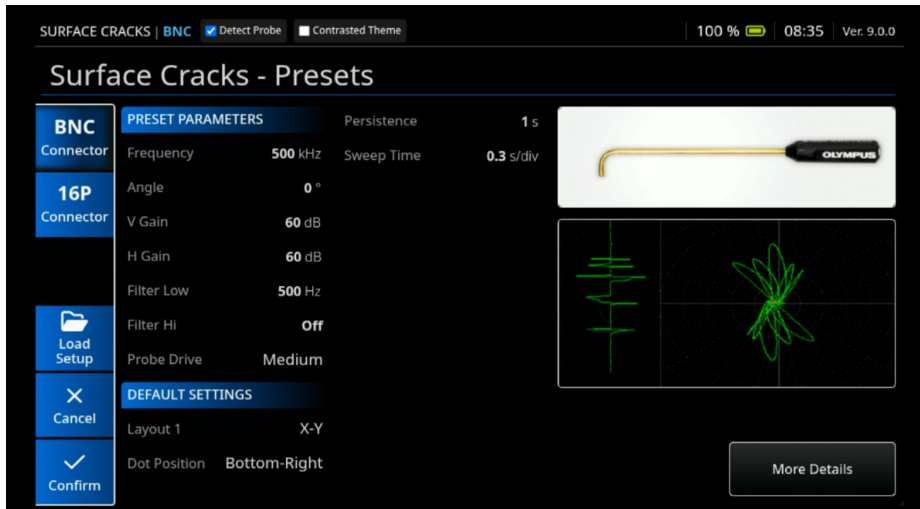 SURFACE CRACKS | BNC Detect Probe Contrasted Theme 100 % 08:35 Ver. 9.0.0
Surface Cracks - Presets
BNC
Connector
16P
Connector
Load
Setup
Cancel
Confirm
PRESET PARAMETERS
Frequency 500 kHz
Angle 0 °
V Gain 60 dB
H Gain 60 dB
Filter Low 500 Hz
Filter Hi Off
Probe Drive Medium
DEFAULT SETTINGS
Layout 1 X-Y
Dot Position Bottom-Right
Persistence 1 s
Sweep Time 0.3 s/div
OLYMPUS
More Details